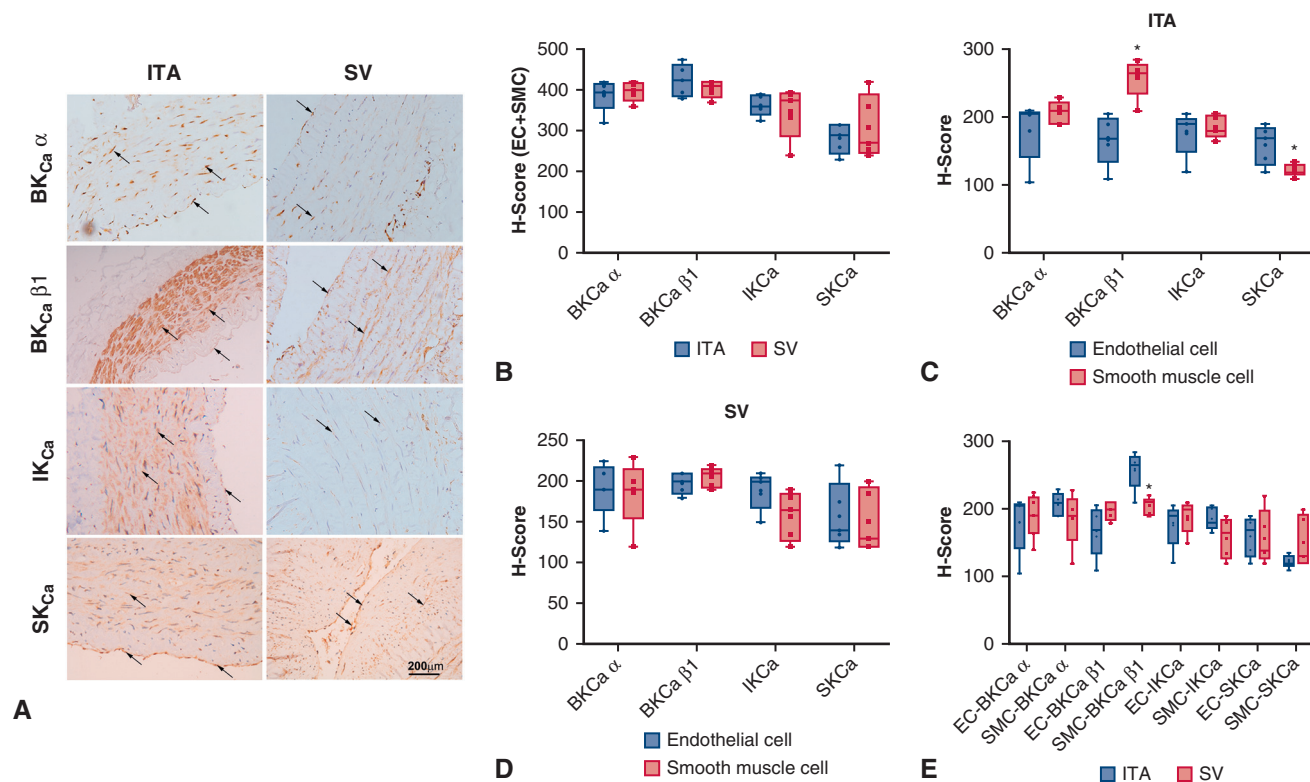 ITA SV
BKCa α
BKCa β1
IKCa
SKCa
200μm
A
H-Score (EC+SMC)
500
400
300
200
100
0
BKCa α
BKCa β1
IKCa
SKCa
ITA SV
B
ITA
H-Score
300
200
100
0
*
*
BKCa α
BKCa β1
IKCa
SKCa
Endothelial cell
Smooth muscle cell
C
SV
H-Score
250
200
150
100
50
0
BKCa α
BKCa β1
IKCa
SKCa
Endothelial cell
Smooth muscle cell
D
H-Score
300
200
100
0
*
EC-BKCa α
SMC-BKCa α
EC-BKCa β1
SMC-BKCa β1
EC-IKCa
SMC-IKCa
EC-SKCa
SMC-SKCa
ITA SV
E